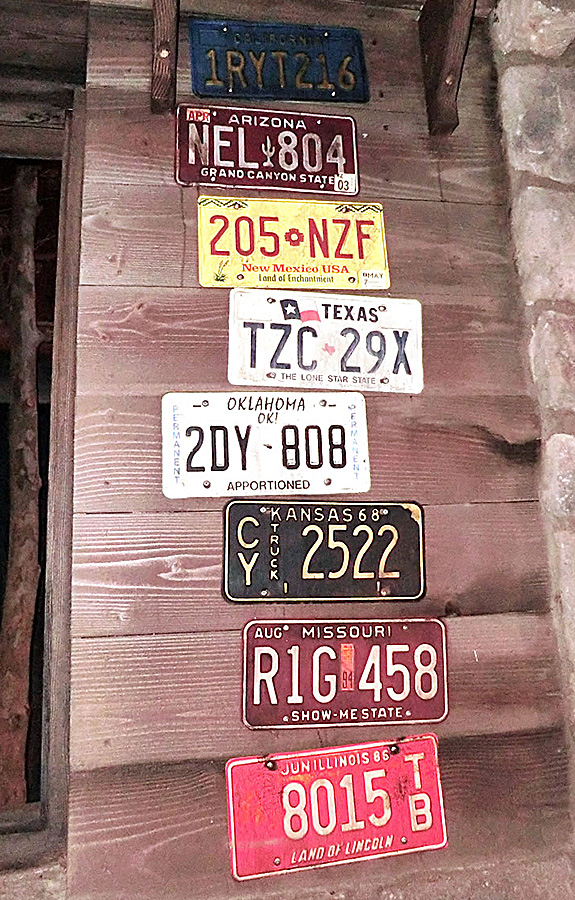 CALIFORNIA
1RYT216
APR ARIZONA
NEL 804
GRAND CANYON STATE
03
205 NZF
New Mexico USA
Land of Enchantment
MAY
TEXAS
TZC 29X
THE LONE STAR STATE
OKLAHOMA
OK!
PERMANENT 2DY-808 PERMANENT
APPORTIONED
KANSAS 68
CY TRUCK 2522
AUG MISSOURI
R1G 94 458
SHOW-ME STATE
JUN ILLINOIS 86
8015 TB
LAND OF LINCOLN